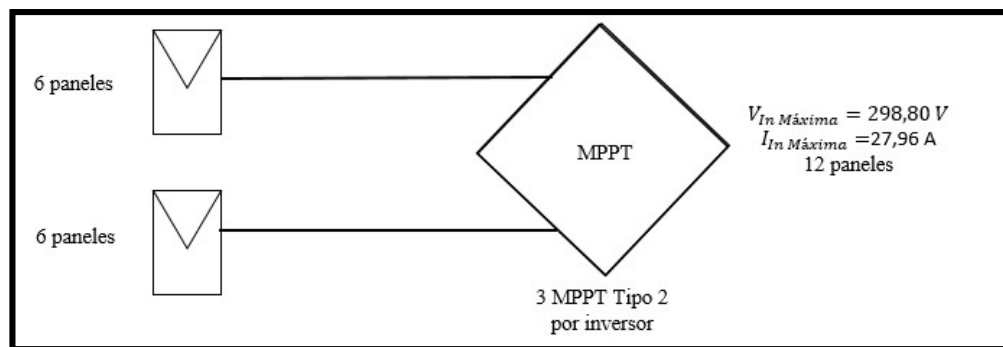 6 paneles
6 paneles
MPPT
3 MPPT Tipo 2
por inversor
V_{In Máxima} = 298,80 V
I_{In Máxima} =27,96 A
12 paneles